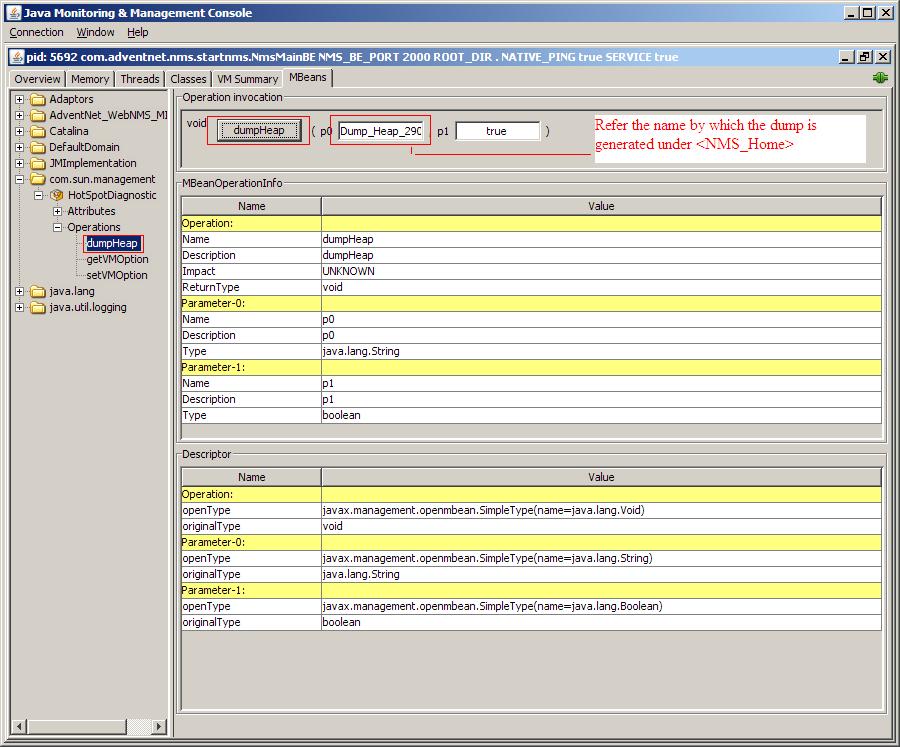 Java Monitoring & Management Console
Connection Window Help
pid: 5692 com.adventnet.nms.startnms.NmsMainBE NMS_BE_PORT 2000 ROOT_DIR . NATIVE_PING true SERVICE true
Overview Memory Threads Classes VM Summary MBeans
Adaptors
AdventNet_WebNMS_MI
Catalina
DefaultDomain
JMImplementation
com.sun.management
HotSpotDiagnostic
Attributes
Operations
dumpHeap
getVMOption
setVMOption
java.lang
java.util.logging
Operation invocation
void dumpHeap ( p0 Dump_Heap_290 , p1 true )
Refer the name by which the dump is
generated under <NMS_Home>
MBeanOperationInfo
Name Value
Operation:
Name dumpHeap
Description dumpHeap
Impact UNKNOWN
ReturnType void
Parameter-0:
Name p0
Description p0
Type java.lang.String
Parameter-1:
Name p1
Description p1
Type boolean
Descriptor
Name Value
Operation:
openType javax.management.openmbean.SimpleType(name=java.lang.Void)
originalType void
Parameter-0:
openType javax.management.openmbean.SimpleType(name=java.lang.String)
originalType java.lang.String
Parameter-1:
openType javax.management.openmbean.SimpleType(name=java.lang.Boolean)
originalType boolean